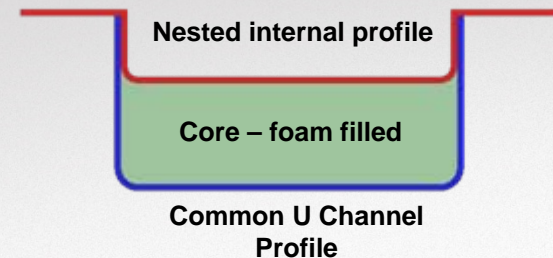 Nested internal profile
Core – foam filled
Common U Channel
Profile